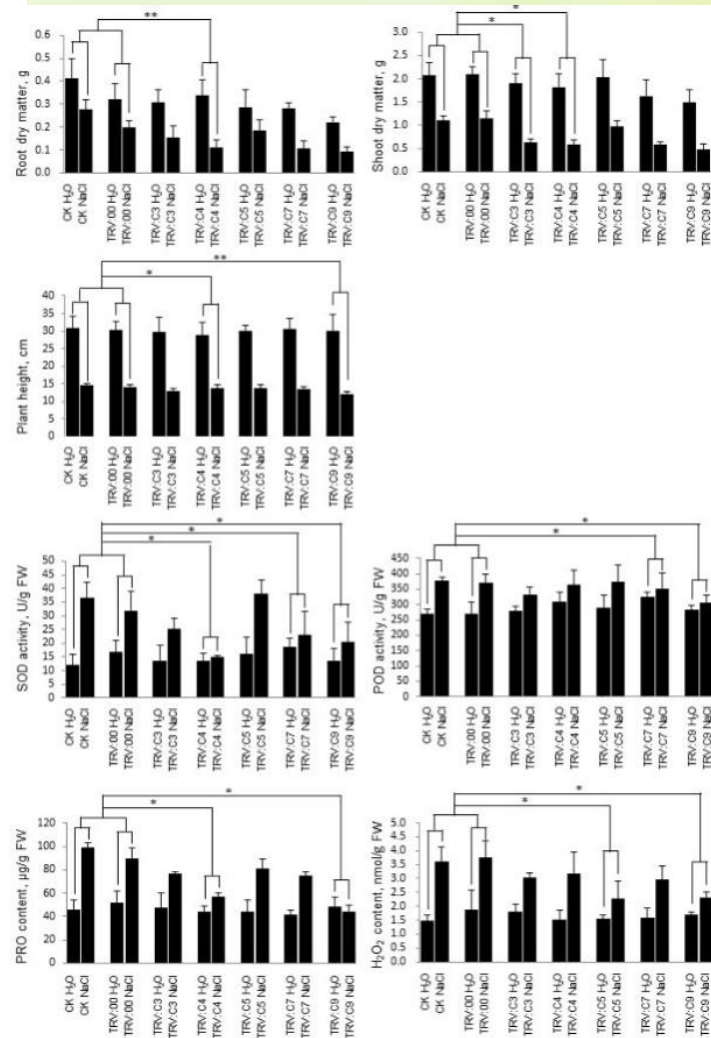 ** *
*
0.6
0.5
0.4
0.3
0.2
0.1
0.0
Root dry matter, g
CK H₂O
CK NaCl
TRV:00 H₂O
TRV:00 NaCl
TRV:C3 H₂O
TRV:C3 NaCl
TRV:C4 H₂O
TRV:C4 NaCl
TRV:C5 H₂O
TRV:C5 NaCl
TRV:C7 H₂O
TRV:C7 NaCl
TRV:C9 H₂O
TRV:C9 NaCl
3.0
2.5
2.0
1.5
1.0
0.5
0.0
Shoot dry matter, g
CK H₂O
CK NaCl
TRV:00 H₂O
TRV:00 NaCl
TRV:C3 H₂O
TRV:C3 NaCl
TRV:C4 H₂O
TRV:C4 NaCl
TRV:C5 H₂O
TRV:C5 NaCl
TRV:C7 H₂O
TRV:C7 NaCl
TRV:C9 H₂O
TRV:C9 NaCl
**
*
40
35
30
25
20
15
10
5
0
Plant height, cm
CK H₂O
CK NaCl
TRV:00 H₂O
TRV:00 NaCl
TRV:C3 H₂O
TRV:C3 NaCl
TRV:C4 H₂O
TRV:C4 NaCl
TRV:C5 H₂O
TRV:C5 NaCl
TRV:C7 H₂O
TRV:C7 NaCl
TRV:C9 H₂O
TRV:C9 NaCl
*
*
*
50
45
40
35
30
25
20
15
10
5
0
SOD activity, U/g FW
CK H₂O
CK NaCl
TRV:00 H₂O
TRV:00 NaCl
TRV:C3 H₂O
TRV:C3 NaCl
TRV:C4 H₂O
TRV:C4 NaCl
TRV:C5 H₂O
TRV:C5 NaCl
TRV:C7 H₂O
TRV:C7 NaCl
TRV:C9 H₂O
TRV:C9 NaCl
*
*
450
400
350
300
250
200
150
100
50
0
POD activity, U/g FW
CK H₂O
CK NaCl
TRV:00 H₂O
TRV:00 NaCl
TRV:C3 H₂O
TRV:C3 NaCl
TRV:C4 H₂O
TRV:C4 NaCl
TRV:C5 H₂O
TRV:C5 NaCl
TRV:C7 H₂O
TRV:C7 NaCl
TRV:C9 H₂O
TRV:C9 NaCl
*
*
120
100
80
60
40
20
0
PRO content, µg/g FW
CK H₂O
CK NaCl
TRV:00 H₂O
TRV:00 NaCl
TRV:C3 H₂O
TRV:C3 NaCl
TRV:C4 H₂O
TRV:C4 NaCl
TRV:C5 H₂O
TRV:C5 NaCl
TRV:C7 H₂O
TRV:C7 NaCl
TRV:C9 H₂O
TRV:C9 NaCl
*
*
5.0
4.5
4.0
3.5
3.0
2.5
2.0
1.5
1.0
0.5
0.0
H₂O₂ content, nmol/g FW
CK H₂O
CK NaCl
TRV:00 H₂O
TRV:00 NaCl
TRV:C3 H₂O
TRV:C3 NaCl
TRV:C4 H₂O
TRV:C4 NaCl
TRV:C5 H₂O
TRV:C5 NaCl
TRV:C7 H₂O
TRV:C7 NaCl
TRV:C9 H₂O
TRV:C9 NaCl